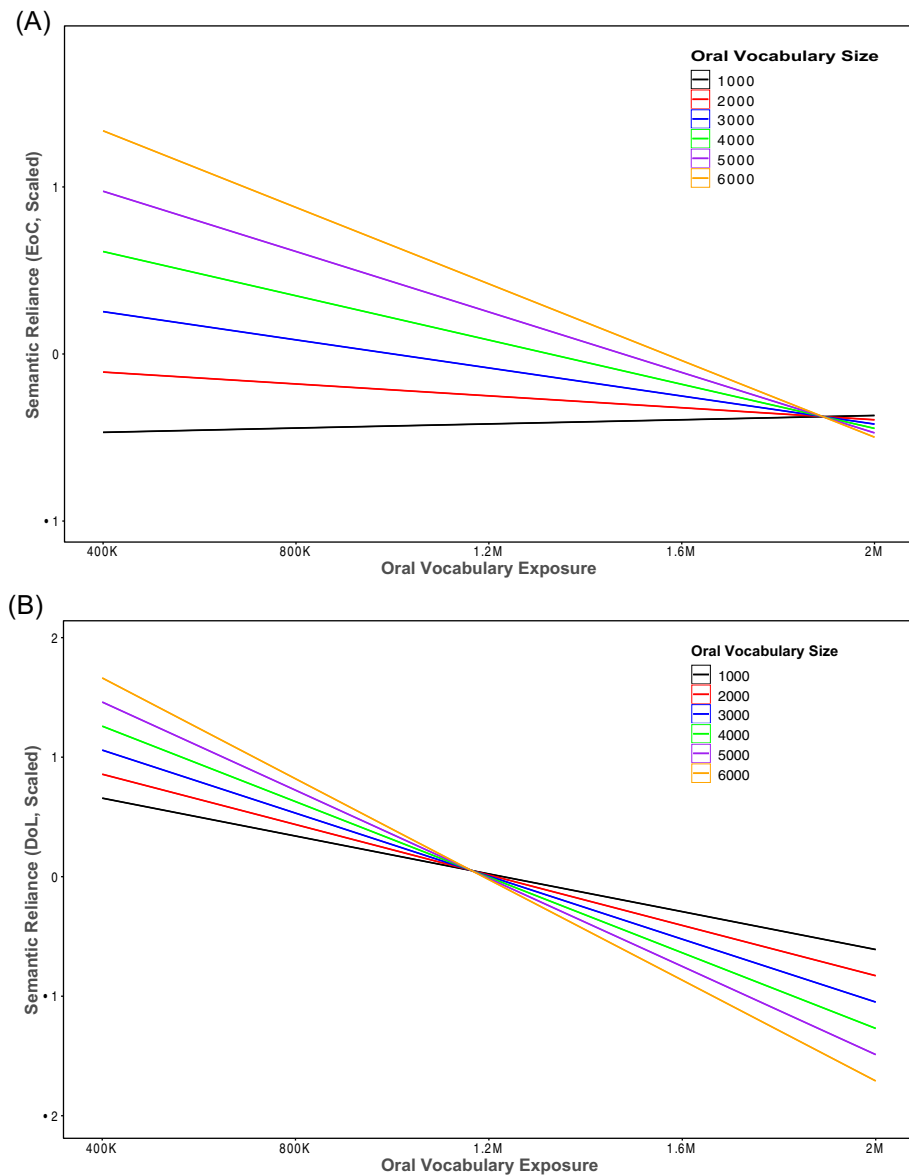 (A)
Oral Vocabulary Size
1000
2000
3000
4000
5000
6000
Semantic Reliance (EoC, Scaled)
1
0
• 1
400K 800K 1.2M 1.6M 2M
Oral Vocabulary Exposure
(B)
Oral Vocabulary Size
1000
2000
3000
4000
5000
6000
Semantic Reliance (DoL, Scaled)
2
1
0
• 1
• 2
400K 800K 1.2M 1.6M 2M
Oral Vocabulary Exposure